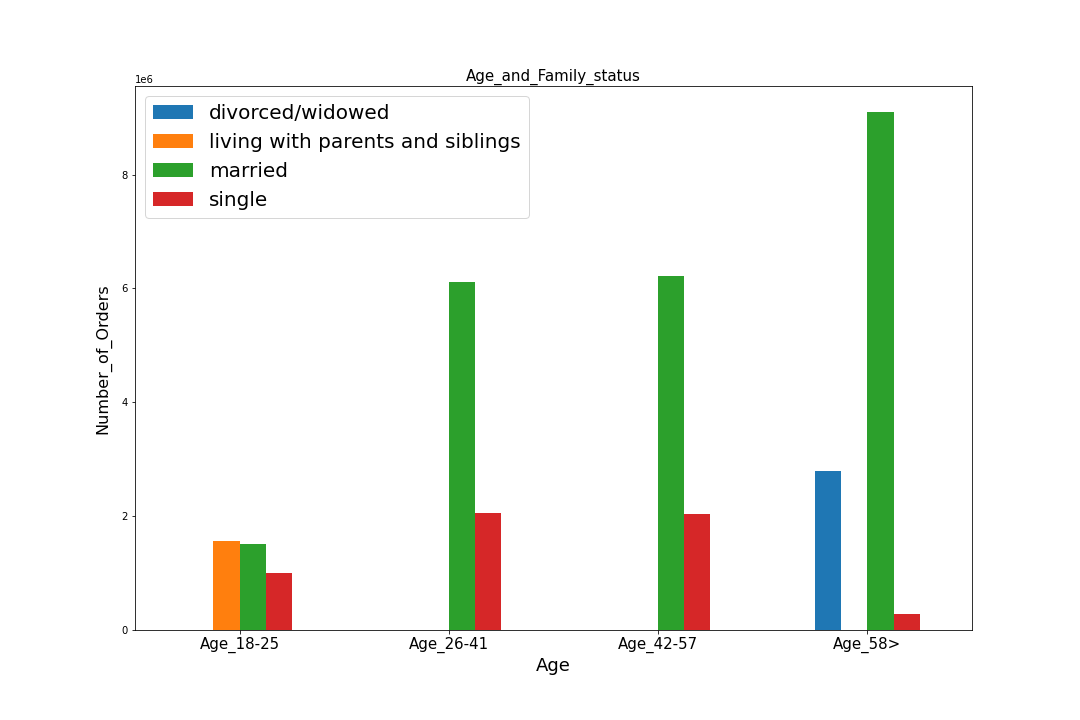 Age_and_Family_status
1e6
divorced/widowed
living with parents and siblings
married
single
8
6
4
2
0
Number_of_Orders
Age_18-25
Age_26-41
Age_42-57
Age_58>
Age